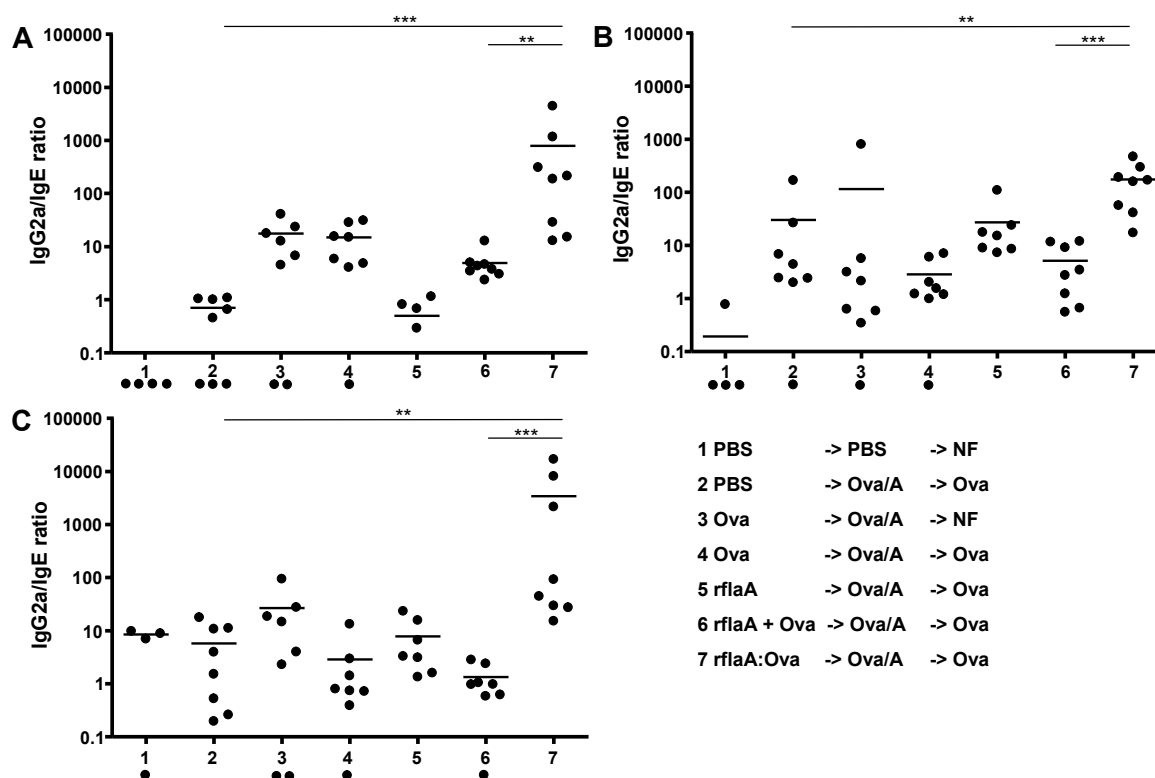 A
***
**
100000
10000
1000
100
10
1
0.1
IgG2a/IgE ratio
1 2 3 4 5 6 7
B
**
***
100000
10000
1000
100
10
1
0.1
IgG2a/IgE ratio
1 2 3 4 5 6 7
C
**
***
100000
10000
1000
100
10
1
0.1
IgG2a/IgE ratio
1 2 3 4 5 6 7
1 PBS -> PBS -> NF
2 PBS -> Ova/A -> Ova
3 Ova -> Ova/A -> NF
4 Ova -> Ova/A -> Ova
5 rflaA -> Ova/A -> Ova
6 rflaA + Ova -> Ova/A -> Ova
7 rflaA:Ova -> Ova/A -> Ova